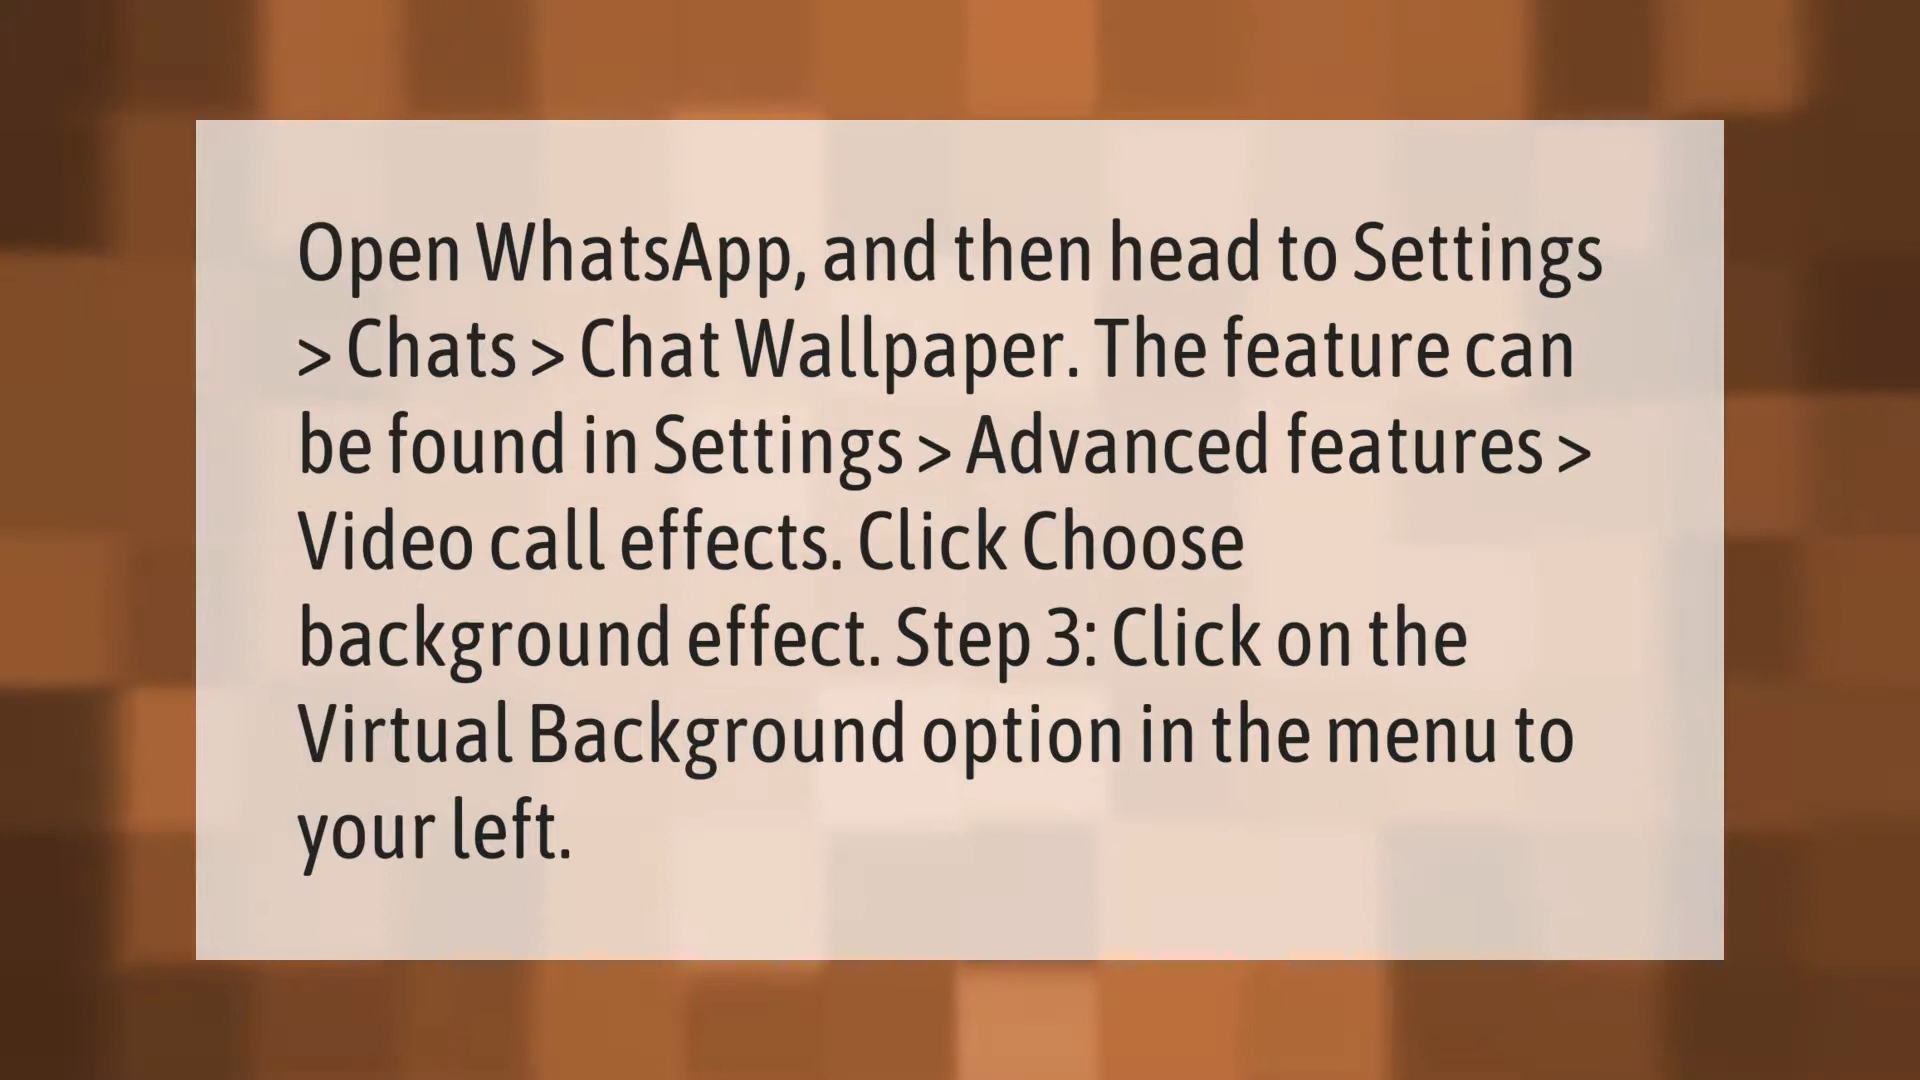 Open WhatsApp, and then head to Settings
> Chats > Chat Wallpaper. The feature can
be found in Settings > Advanced features >
Video call effects. Click Choose
background effect. Step 3: Click on the
Virtual Background option in the menu to
your left.